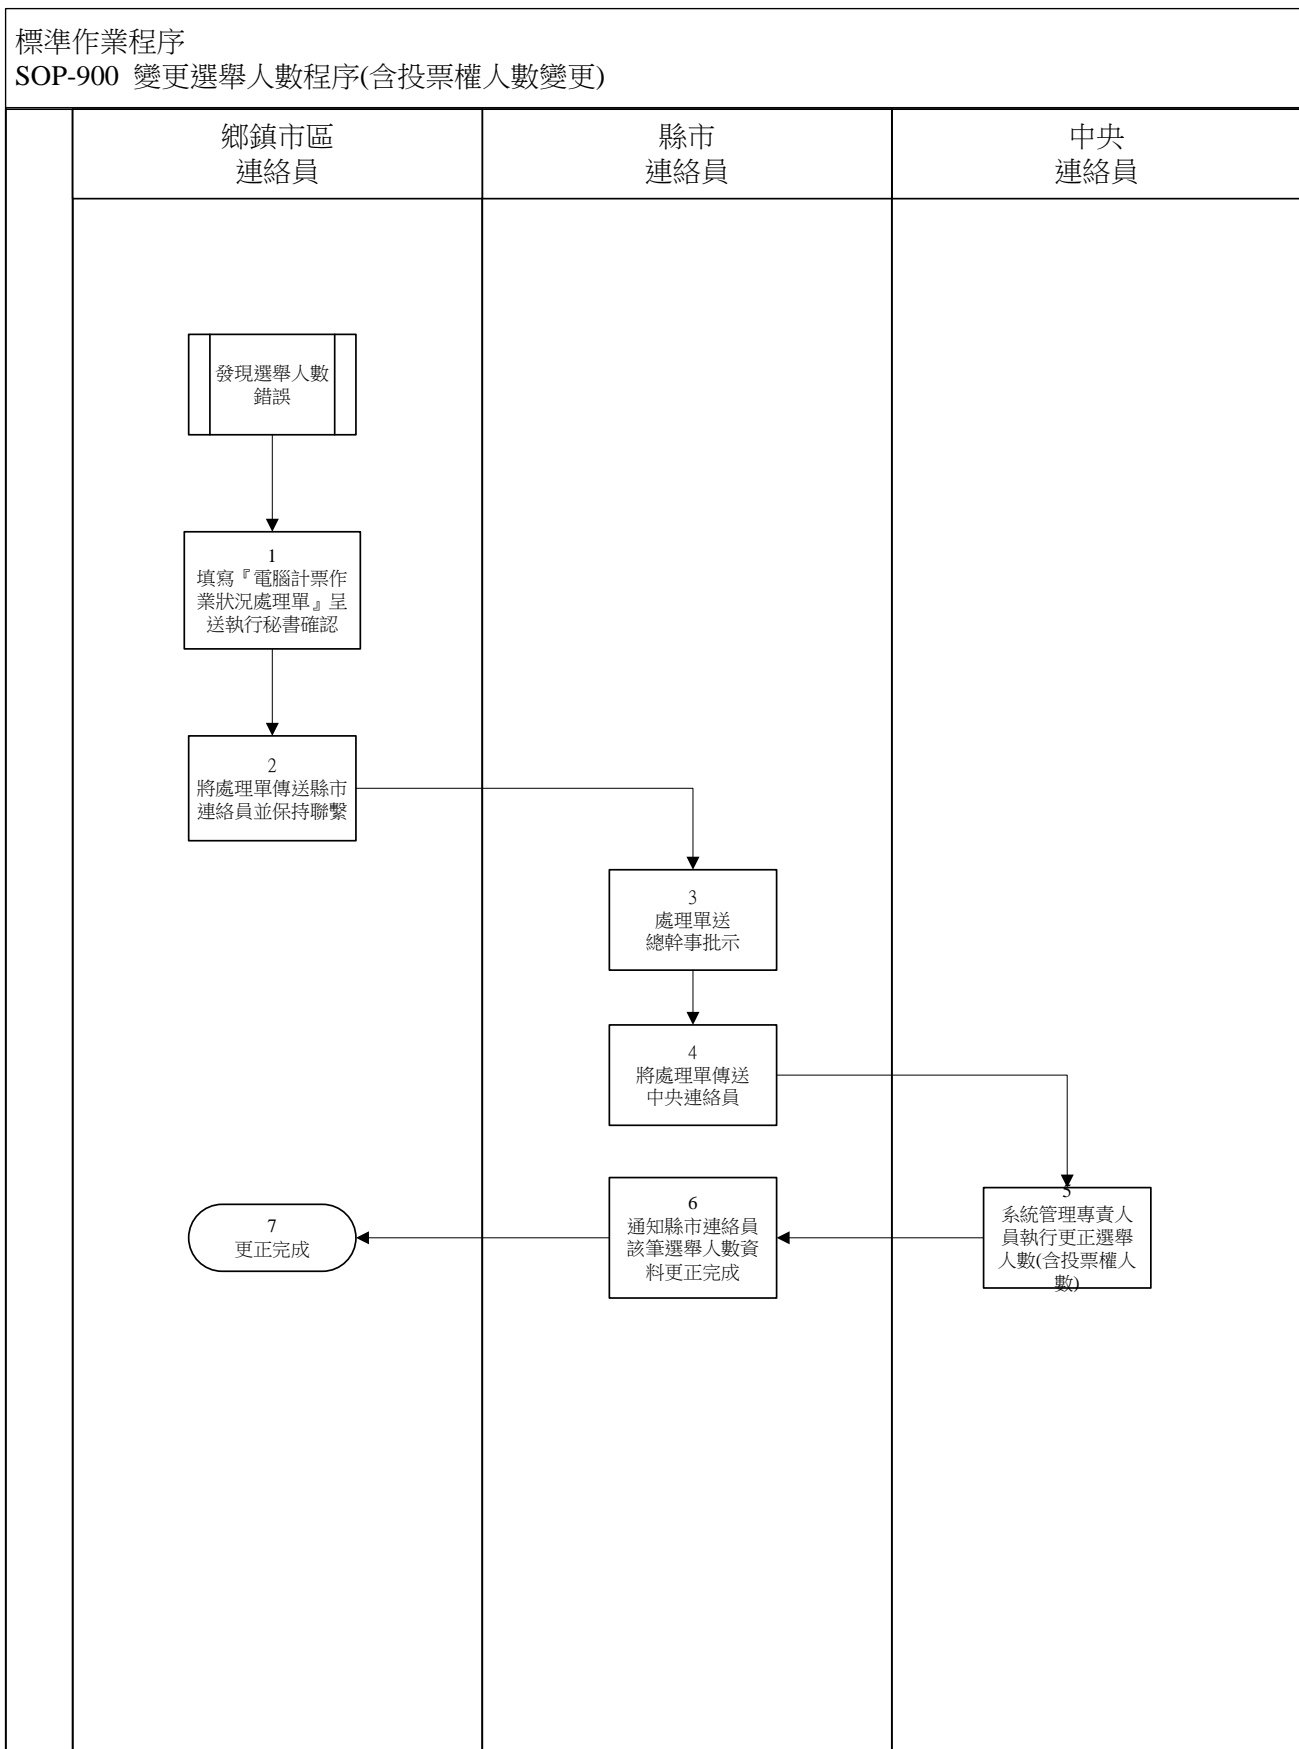 標準作業程序
SOP-900 變更選舉人數程序(含投票權人數變更)
鄉鎮市區
連絡員
縣市
連絡員
中央
連絡員
發現選舉人數
錯誤
1
填寫『電腦計票作
業狀況處理單』呈
送執行秘書確認
2
將處理單傳送縣市
連絡員並保持聯繫
3
處理單送
總幹事批示
4
將處理單傳送
中央連絡員
5
系統管理專責人
員執行更正選舉
人數(含投票權人
數)
6
通知縣市連絡員
該筆選舉人數資
料更正完成
7
更正完成